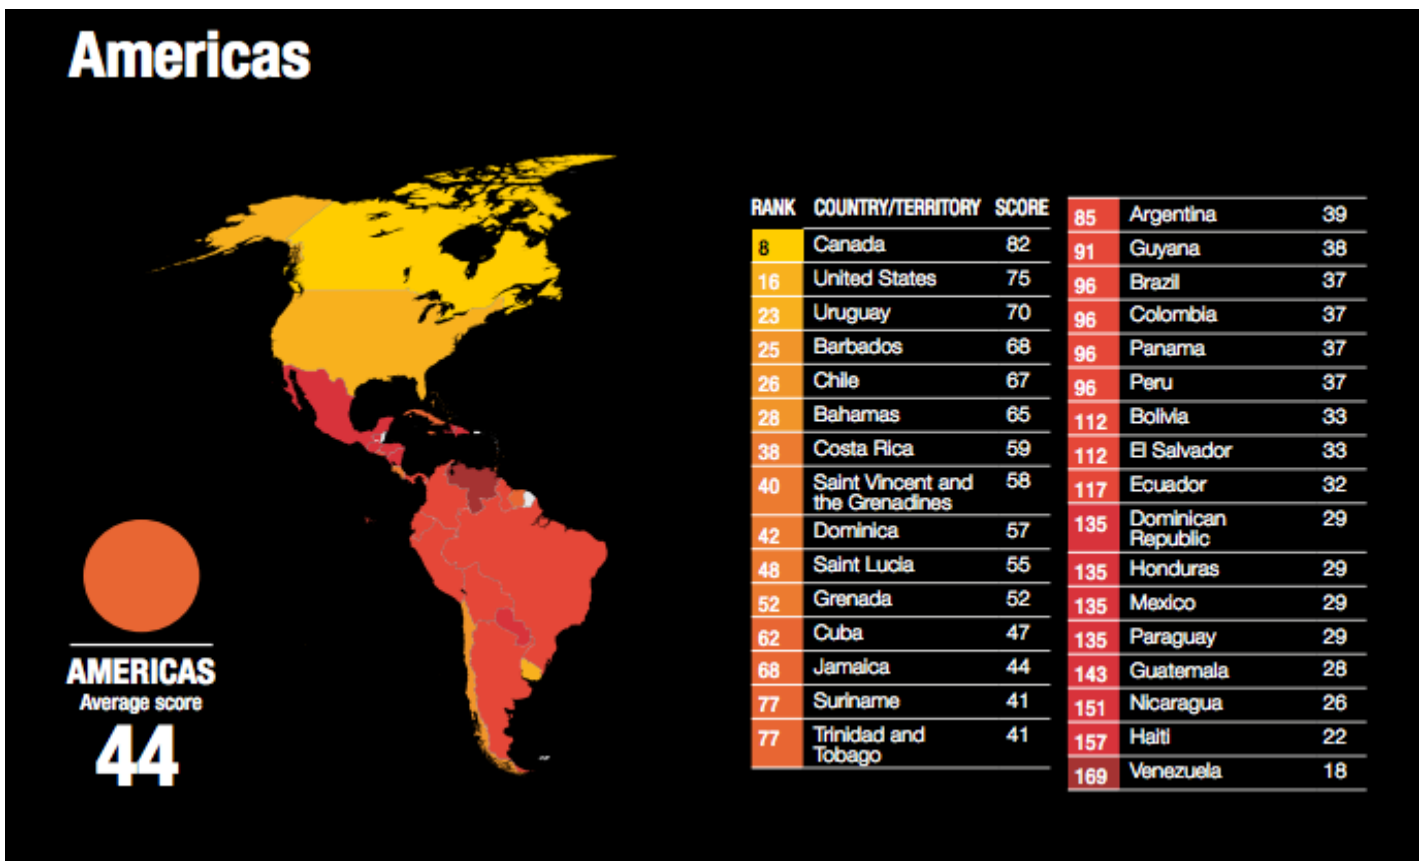 Americas
RANK COUNTRY/TERRITORY SCORE
8 Canada 82
16 United States 75
23 Uruguay 70
25 Barbados 68
26 Chile 67
28 Bahamas 65
38 Costa Rica 59
40 Saint Vincent and 58
the Grenadines
42 Dominica 57
48 Saint Lucia 55
52 Grenada 52
62 Cuba 47
68 Jamaica 44
77 Suriname 41
77 Trinidad and 41
Tobago
85 Argentina 39
91 Guyana 38
96 Brazil 37
96 Colombia 37
96 Panama 37
96 Peru 37
112 Bolivia 33
112 El Salvador 33
117 Ecuador 32
135 Dominican 29
Republic
135 Honduras 29
135 Mexico 29
135 Paraguay 29
143 Guatemala 28
151 Nicaragua 26
157 Haiti 22
169 Venezuela 18
AMERICAS
Average score
44